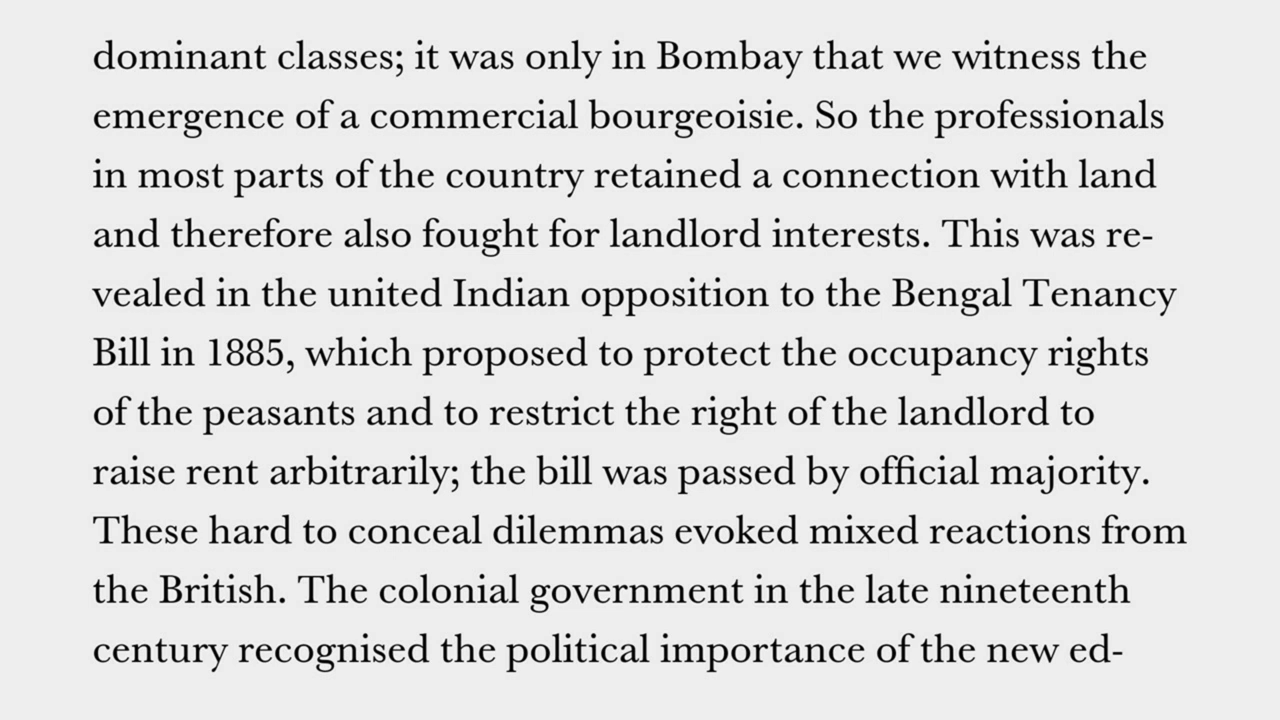 dominant classes; it was only in Bombay that we witness the
emergence of a commercial bourgeoisie. So the professionals
in most parts of the country retained a connection with land
and therefore also fought for landlord interests. This was re-
vealed in the united Indian opposition to the Bengal Tenancy
Bill in 1885, which proposed to protect the occupancy rights
of the peasants and to restrict the right of the landlord to
raise rent arbitrarily; the bill was passed by official majority.
These hard to conceal dilemmas evoked mixed reactions from
the British. The colonial government in the late nineteenth
century recognised the political importance of the new ed-